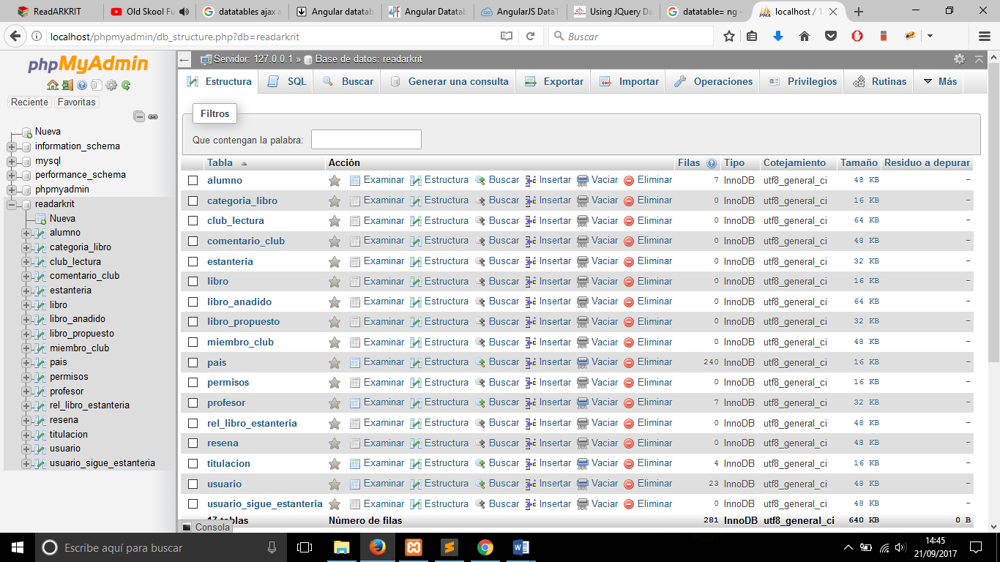 ReadARKRIT
Old Skool Fu
datatables ajax a
Angular datatab
Angular Datatab
AngularJS DataT
Using JQuery Da
datatable= ng -
localhost / 1
localhost/phpmyadmin/db_structure.php?db=readarkrit
Buscar
phpMyAdmin
Reciente Favoritas
Nueva
information_schema
mysql
performance_schema
phpmyadmin
readarkrit
Nueva
alumno
categoria_libro
club_lectura
comentario_club
estanteria
libro
libro_anadido
libro_propuesto
miembro_club
pais
permisos
profesor
rel_libro_estanteria
resena
titulacion
usuario
usuario_sigue_estanteria
Servidor: 127.0.0.1 » Base de datos: readarkrit
Estructura SQL Buscar Generar una consulta Exportar Importar Operaciones Privilegios Rutinas Más
Filtros
Que contengan la palabra:
Tabla Acción Filas Tipo Cotejamiento Tamaño Residuo a depurar
alumno Examinar Estructura Buscar Insertar Vaciar Eliminar 7 InnoDB utf8_general_ci 48 KB -
categoria_libro Examinar Estructura Buscar Insertar Vaciar Eliminar 0 InnoDB utf8_general_ci 16 KB -
club_lectura Examinar Estructura Buscar Insertar Vaciar Eliminar 0 InnoDB utf8_general_ci 64 KB -
comentario_club Examinar Estructura Buscar Insertar Vaciar Eliminar 0 InnoDB utf8_general_ci 48 KB -
estanteria Examinar Estructura Buscar Insertar Vaciar Eliminar 0 InnoDB utf8_general_ci 32 KB -
libro Examinar Estructura Buscar Insertar Vaciar Eliminar 0 InnoDB utf8_general_ci 16 KB -
libro_anadido Examinar Estructura Buscar Insertar Vaciar Eliminar 0 InnoDB utf8_general_ci 64 KB -
libro_propuesto Examinar Estructura Buscar Insertar Vaciar Eliminar 0 InnoDB utf8_general_ci 32 KB -
miembro_club Examinar Estructura Buscar Insertar Vaciar Eliminar 0 InnoDB utf8_general_ci 48 KB -
pais Examinar Estructura Buscar Insertar Vaciar Eliminar 240 InnoDB utf8_general_ci 16 KB -
permisos Examinar Estructura Buscar Insertar Vaciar Eliminar 0 InnoDB utf8_general_ci 16 KB -
profesor Examinar Estructura Buscar Insertar Vaciar Eliminar 7 InnoDB utf8_general_ci 32 KB -
rel_libro_estanteria Examinar Estructura Buscar Insertar Vaciar Eliminar 0 InnoDB utf8_general_ci 48 KB -
resena Examinar Estructura Buscar Insertar Vaciar Eliminar 0 InnoDB utf8_general_ci 48 KB -
titulacion Examinar Estructura Buscar Insertar Vaciar Eliminar 4 InnoDB utf8_general_ci 16 KB -
usuario Examinar Estructura Buscar Insertar Vaciar Eliminar 23 InnoDB utf8_general_ci 48 KB -
usuario_sigue_estanteria Examinar Estructura Buscar Insertar Vaciar Eliminar 0 InnoDB utf8_general_ci 48 KB -
17 tablas Número de filas 281 InnoDB utf8_general_ci 640 KB 0 B
Consola
Escribe aquí para buscar
14:45
21/09/2017